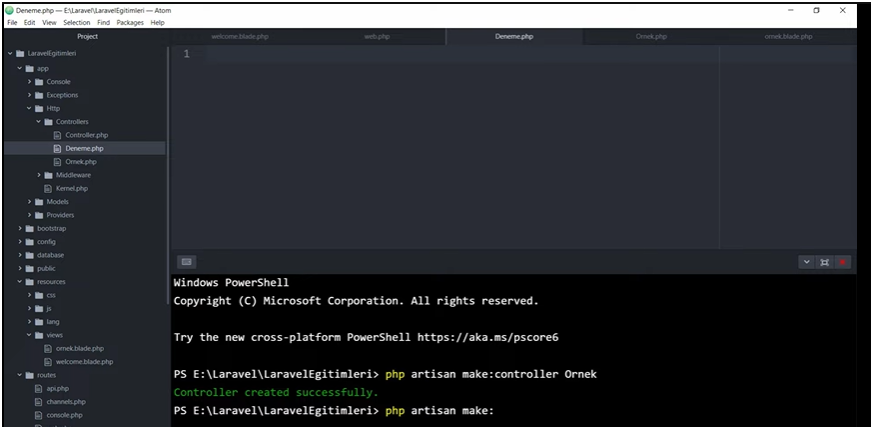 Deneme.php — E:\Laravel\LaravelEgitimleri — Atom
File Edit View Selection Find Packages Help
Project
welcome.blade.php web.php Deneme.php Ornek.php ornek.blade.php
LaravelEgitimleri
app
Console
Exceptions
Http
Controllers
Controller.php
Deneme.php
Ornek.php
Middleware
Kernel.php
Models
Providers
bootstrap
config
database
public
resources
css
js
lang
views
ornek.blade.php
welcome.blade.php
routes
api.php
channels.php
console.php
1
Windows PowerShell
Copyright (C) Microsoft Corporation. All rights reserved.
Try the new cross-platform PowerShell https://aka.ms/pscore6
PS E:\Laravel\LaravelEgitimleri> php artisan make:controller Ornek
Controller created successfully.
PS E:\Laravel\LaravelEgitimleri> php artisan make: